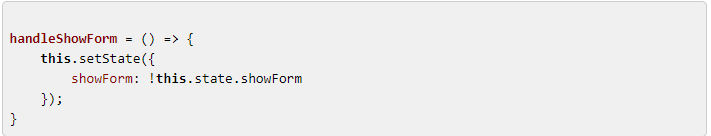 handleShowForm = () => {
    this.setState({
        showForm: !this.state.showForm
    });
}